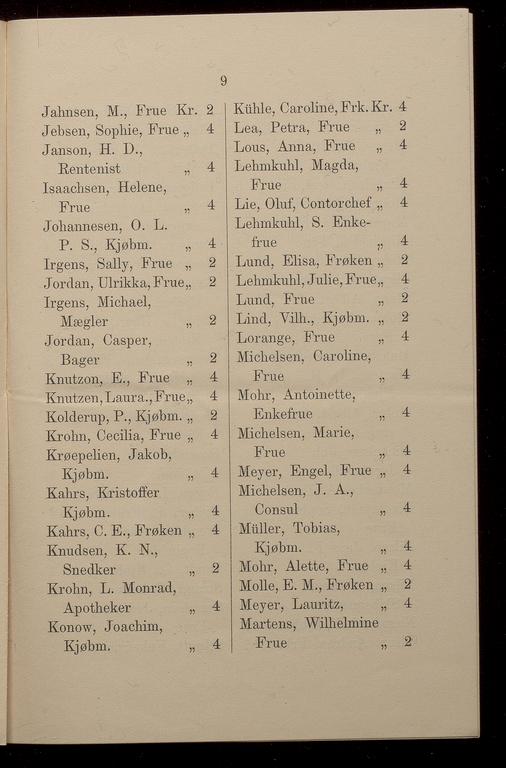 9
Jahnsen, M., Frue Kr. 2
Jebsen, Sophie, Frue „ 4
Janson, H. D.,
Rentenist „ 4
Isaachsen, Helene,
Frue „ 4
Johannesen, O. L.
P. S., Kjøbm. „ 4
Irgens, Sally, Frue „ 2
Jordan, Ulrikka, Frue „ 2
Irgens, Michael,
Mægler „ 2
Jordan, Casper,
Bager „ 2
Knutzon, E., Frue „ 4
Knutzen, Laura., Frue „ 4
Kolderup, P., Kjøbm. „ 2
Krohn, Cecilia, Frue „ 4
Krøepelien, Jakob,
Kjøbm. „ 4
Kahrs, Kristoffer
Kjøbm. „ 4
Kahrs, C. E., Frøken „ 4
Knudsen, K. N.,
Snedker „ 2
Krohn, L. Monrad,
Apotheker „ 4
Konow, Joachim,
Kjøbm. „ 4
Kühle, Caroline, Frk. Kr. 4
Lea, Petra, Frue „ 2
Lous, Anna, Frue „ 4
Lehmkuhl, Magda,
Frue „ 4
Lie, Oluf, Contorchef „ 4
Lehmkuhl, S. Enke-
frue „ 4
Lund, Elisa, Frøken „ 2
Lehmkuhl, Julie, Frue „ 4
Lund, Frue „ 2
Lind, Vilh., Kjøbm. „ 2
Lorange, Frue „ 4
Michelsen, Caroline,
Frue „ 4
Mohr, Antoinette,
Enkefrue „ 4
Michelsen, Marie,
Frue „ 4
Meyer, Engel, Frue „ 4
Michelsen, J. A.,
Consul „ 4
Müller, Tobias,
Kjøbm. „ 4
Mohr, Alette, Frue „ 4
Molle, E. M., Frøken „ 2
Meyer, Lauritz, „ 4
Martens, Wilhelmine
Frue „ 2